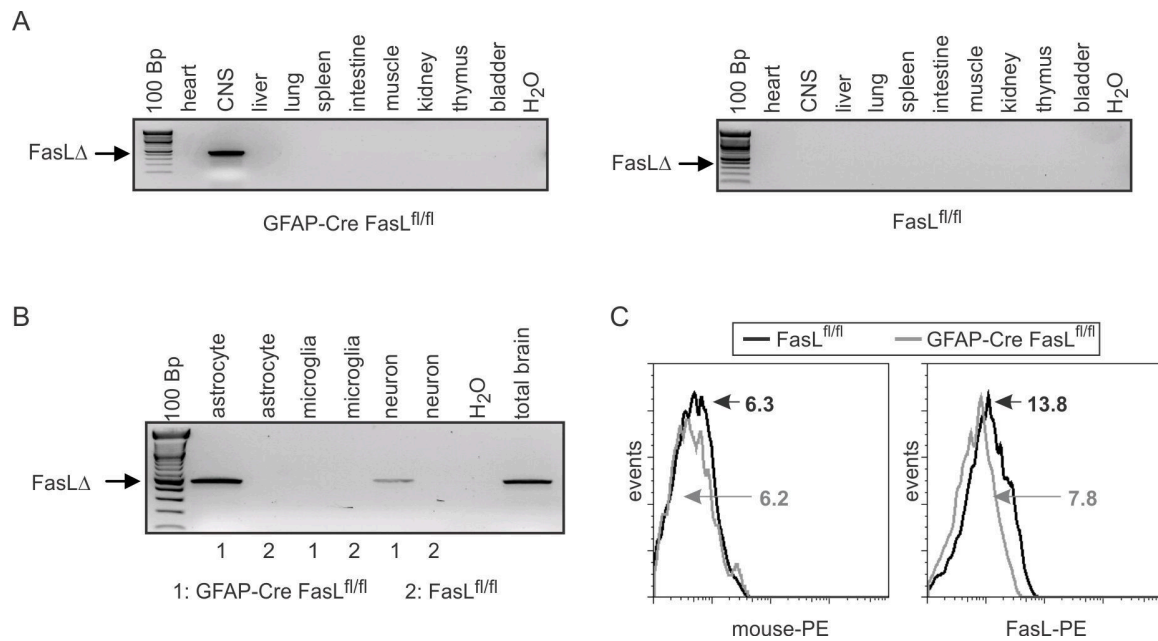 A
100 Bp
heart
CNS
liver
lung
spleen
intestine
muscle
kidney
thymus
bladder
H2O
FasLΔ
GFAP-Cre FasLfl/fl
100 Bp
heart
CNS
liver
lung
spleen
intestine
muscle
kidney
thymus
bladder
H2O
FasLΔ
FasLfl/fl
B
100 Bp
astrocyte
astrocyte
microglia
microglia
neuron
neuron
H2O
total brain
FasLΔ
1 2 1 2 1 2
1: GFAP-Cre FasLfl/fl 2: FasLfl/fl
C
FasLfl/fl GFAP-Cre FasLfl/fl
events
6.3
6.2
mouse-PE
events
13.8
7.8
FasL-PE